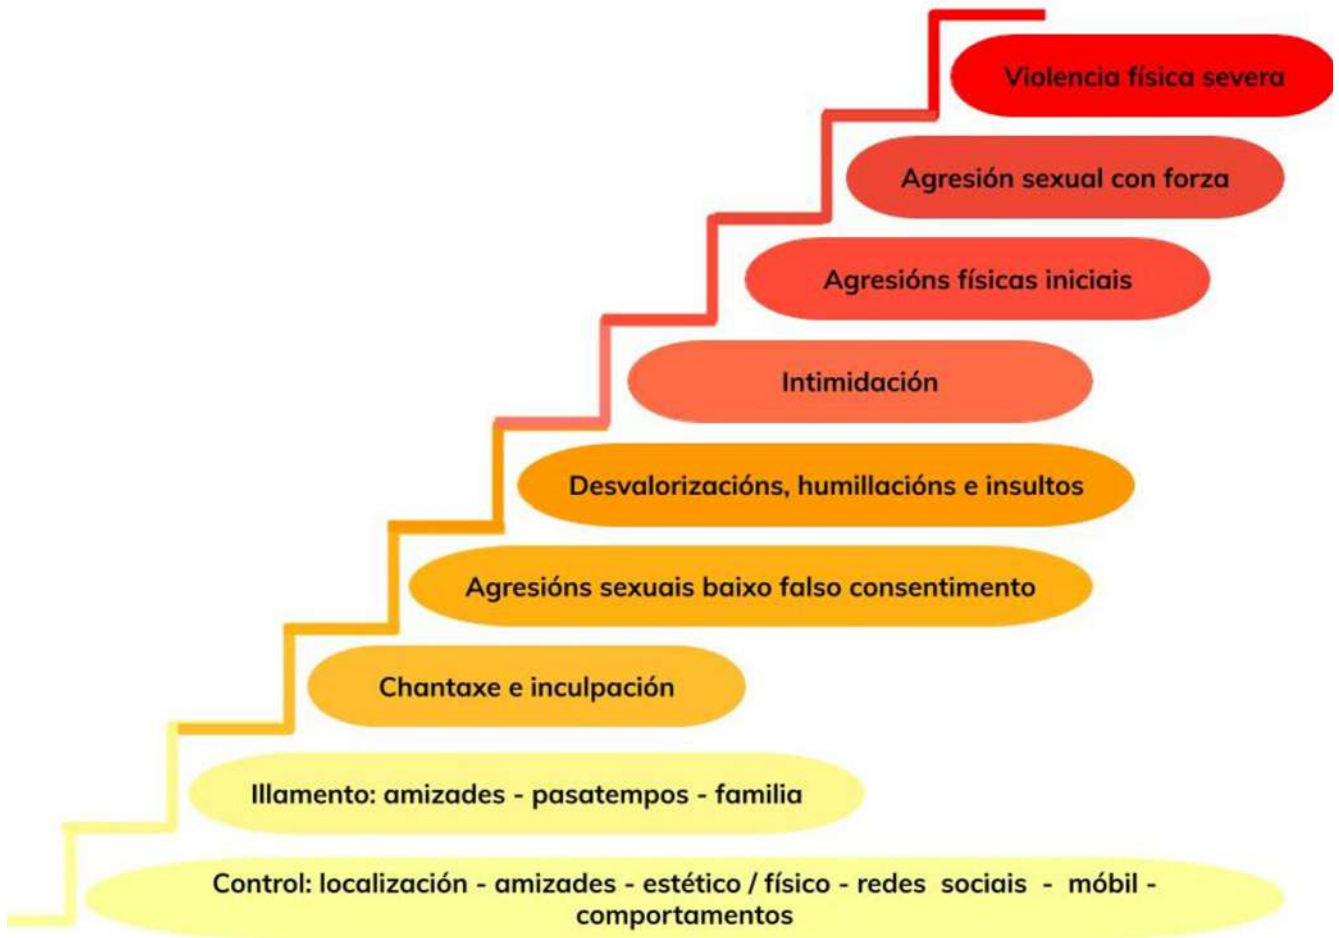 Violencia física severa
Agresión sexual con forza
Agresións físicas iniciais
Intimidación
Desvalorizacións, humillacións e insultos
Agresións sexuais baixo falso consentimento
Chantaxe e inculpación
Illamento: amizades - pasatempos - familia
Control: localización - amizades - estético / físico - redes sociais - móbil -
comportamentos